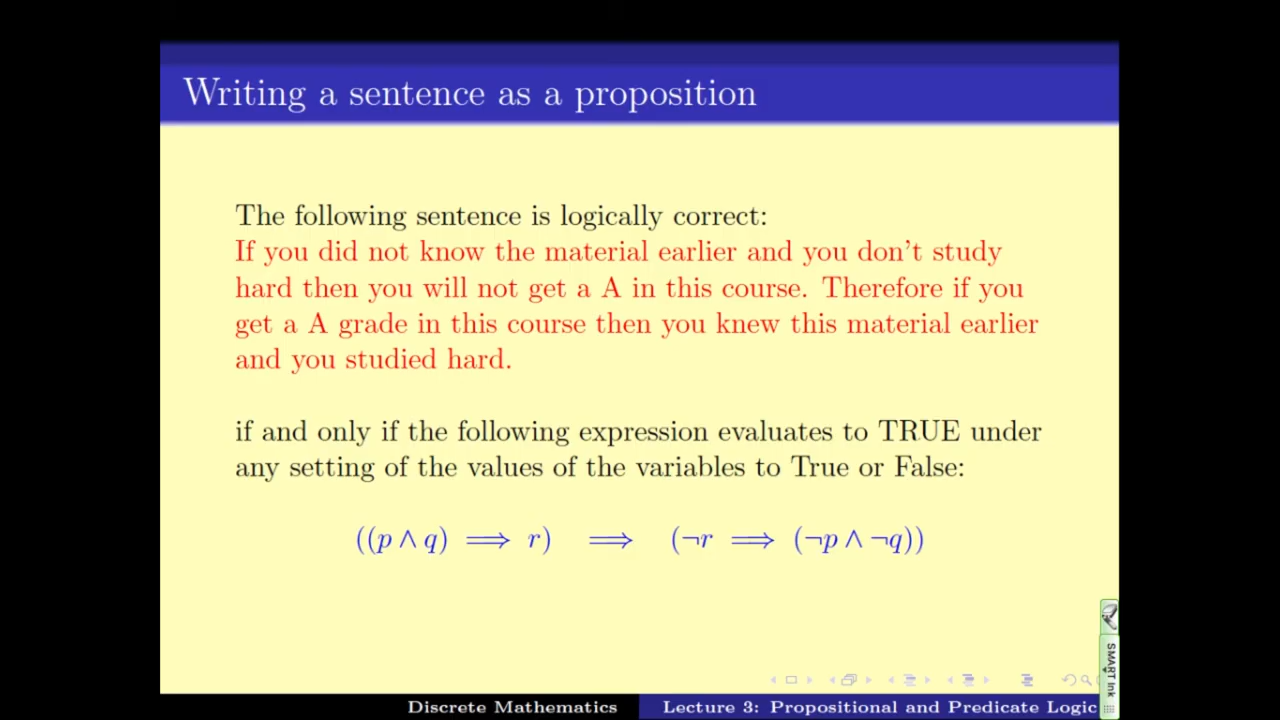 Writing a sentence as a proposition
The following sentence is logically correct:
If you did not know the material earlier and you don't study
hard then you will not get a A in this course. Therefore if you
get a A grade in this course then you knew this material earlier
and you studied hard.
if and only if the following expression evaluates to TRUE under
any setting of the values of the variables to True or False:
((p ∧ q) ⟹ r) ⟹ (¬r ⟹ (¬p ∧ ¬q))
SMART Ink
Discrete Mathematics
Lecture 3: Propositional and Predicate Logic